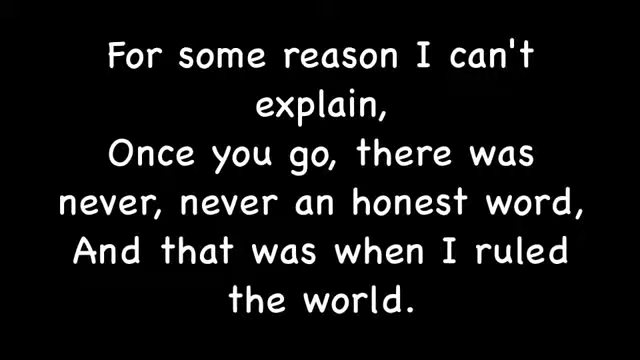 For some reason I can't
explain,
Once you go, there was
never, never an honest word,
And that was when I ruled
the world.